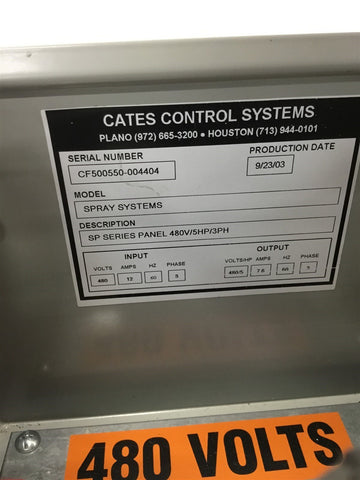 CATES CONTROL SYSTEMS
PLANO (972) 665-3200 • HOUSTON (713) 944-0101
SERIAL NUMBER PRODUCTION DATE
CF500550-004404 9/23/03
MODEL
SPRAY SYSTEMS
DESCRIPTION
SP SERIES PANEL 480V/5HP/3PH
INPUT OUTPUT
VOLTS AMPS HZ PHASE VOLTS/HP AMPS HZ PHASE
480 12 60 3 480/5 7.6 3
480 VOLTS